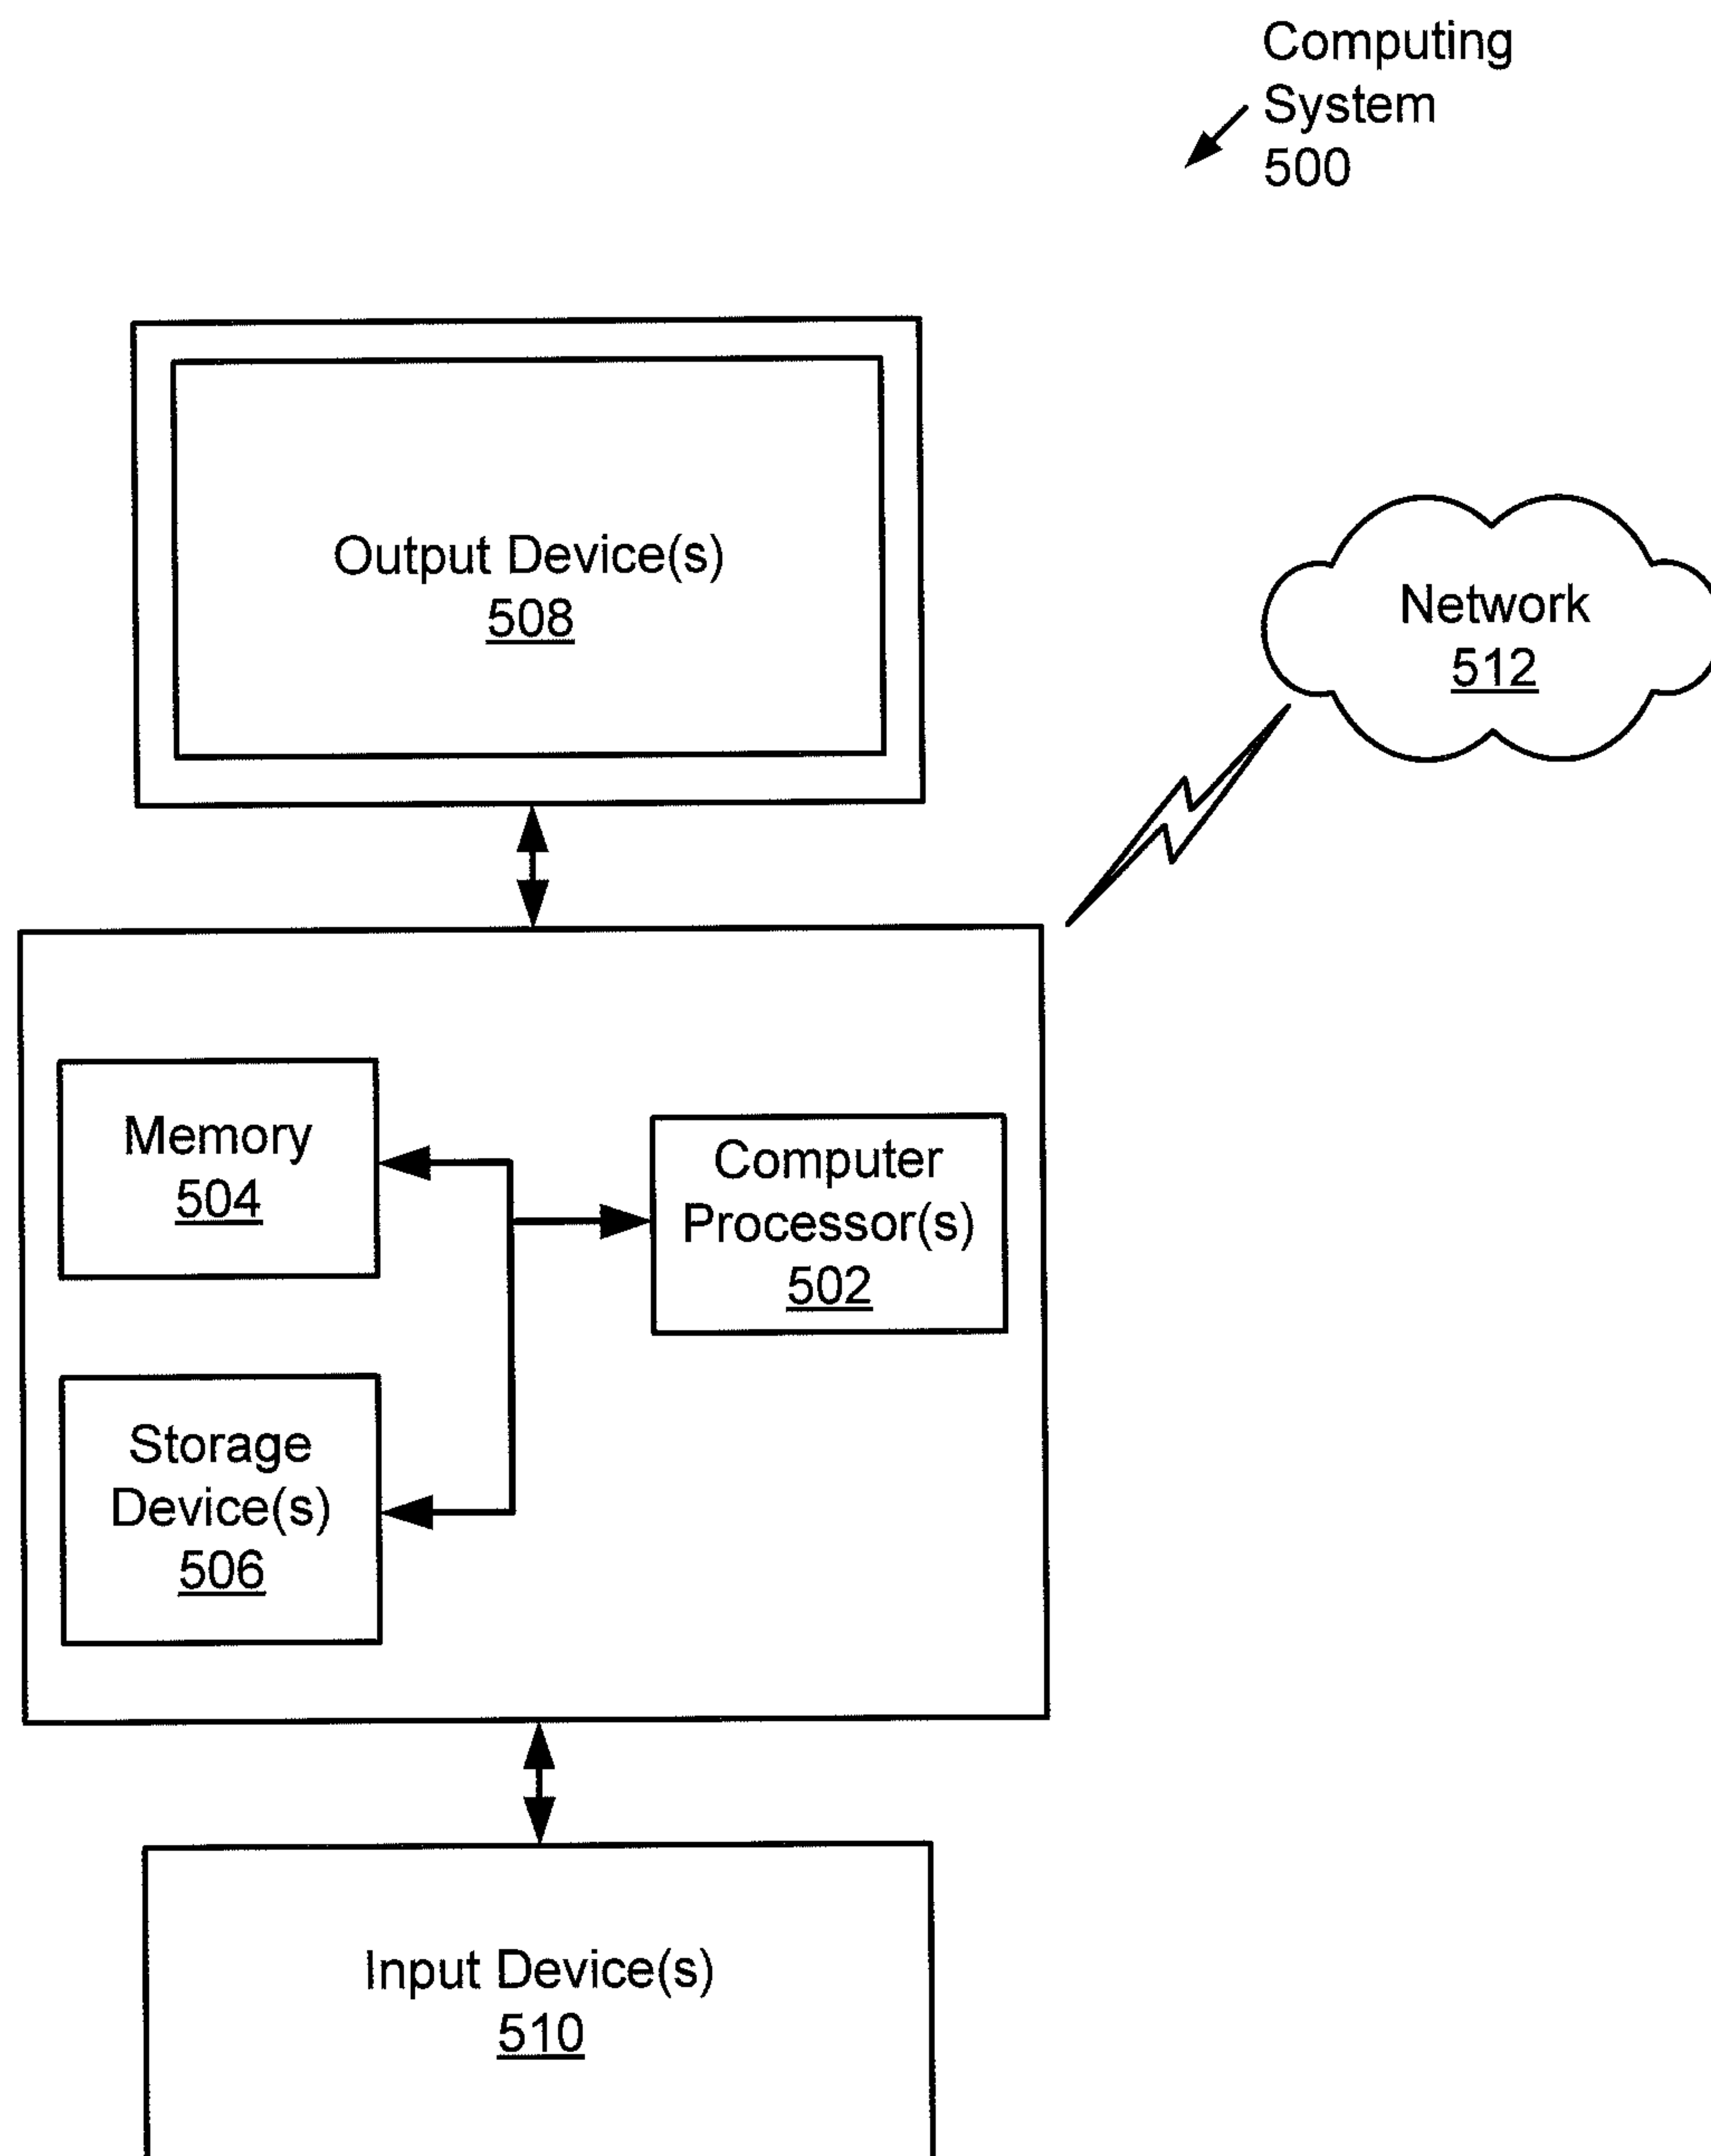 Computing
System
500
Output Device(s)
508
Network
512
Memory
504
Computer
Processor(s)
502
Storage
Device(s)
506
Input Device(s)
510